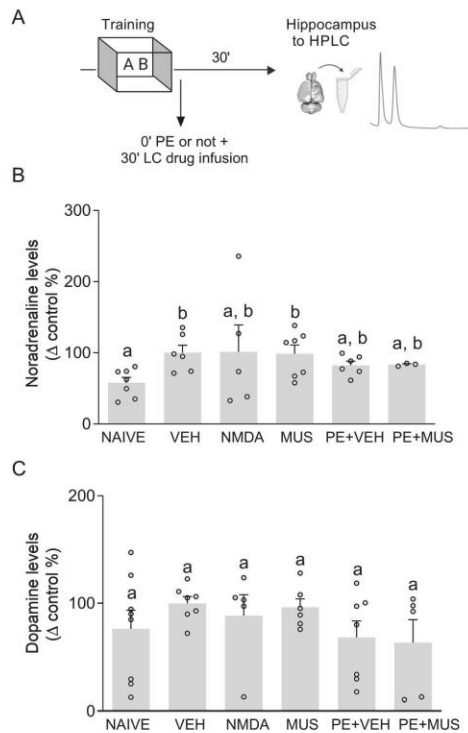 A
Training
A B
30'
Hippocampus
to HPLC
0' PE or not +
30' LC drug infusion
B
Noradrenaline levels
(Δ control %)
300
200
100
0
a
b
a, b
b
a, b
a, b
NAIVE VEH NMDA MUS PE+VEH PE+MUS
C
Dopamine levels
(Δ control %)
200
100
0
a
a
a
a
a
a
NAIVE VEH NMDA MUS PE+VEH PE+MUS